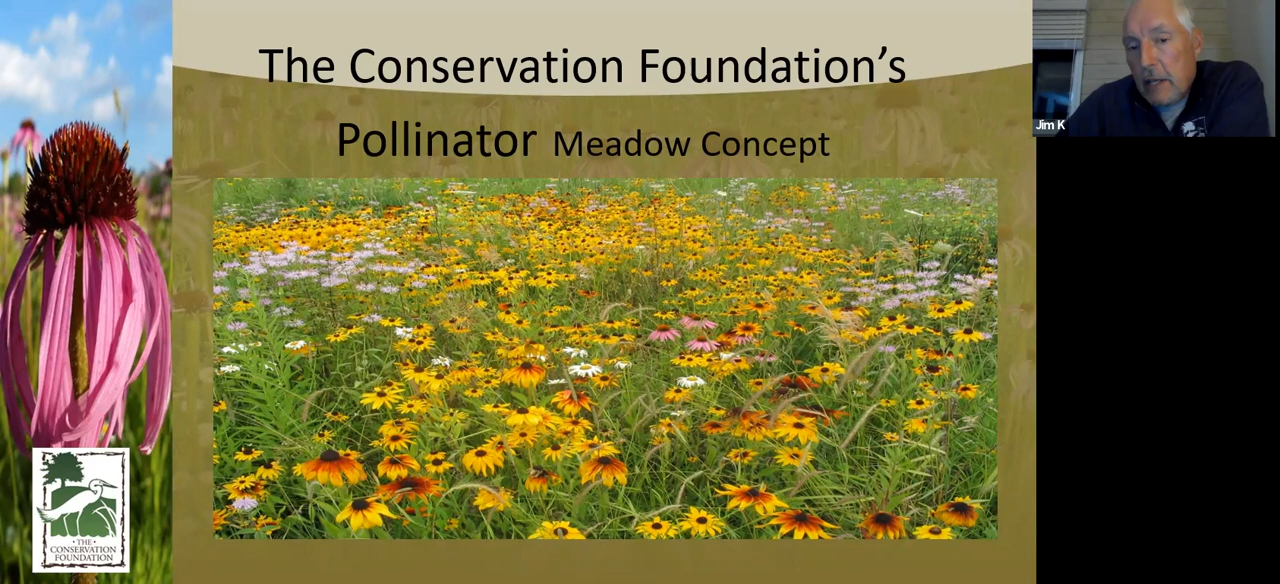 The Conservation Foundation’s
Pollinator Meadow Concept
Jim K
· THE ·
CONSERVATION
FOUNDATION